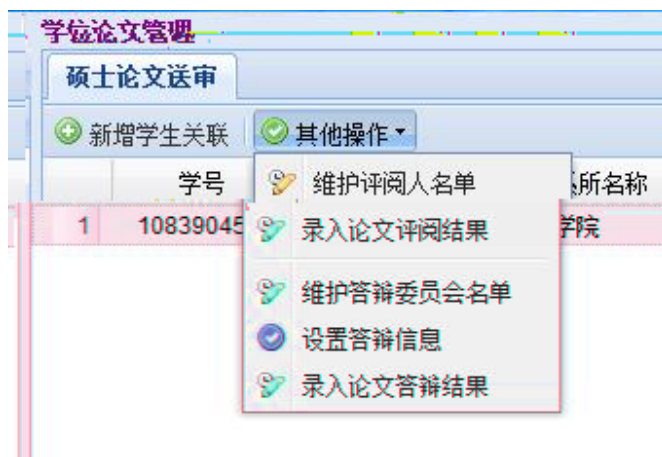 学位论文管理
硕士论文送审
新增学生关联 其他操作
学号 所名称
1 10839045 学院
维护评阅人名单
录入论文评阅结果
维护答辩委员会名单
设置答辩信息
录入论文答辩结果